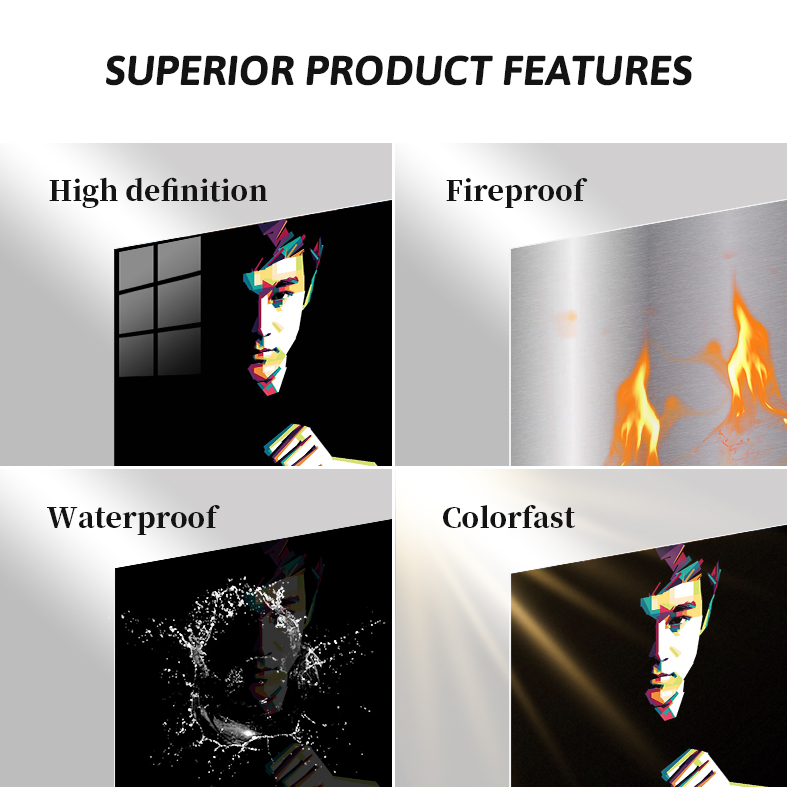 SUPERIOR PRODUCT FEATURES
High definition
Fireproof
Waterproof
Colorfast